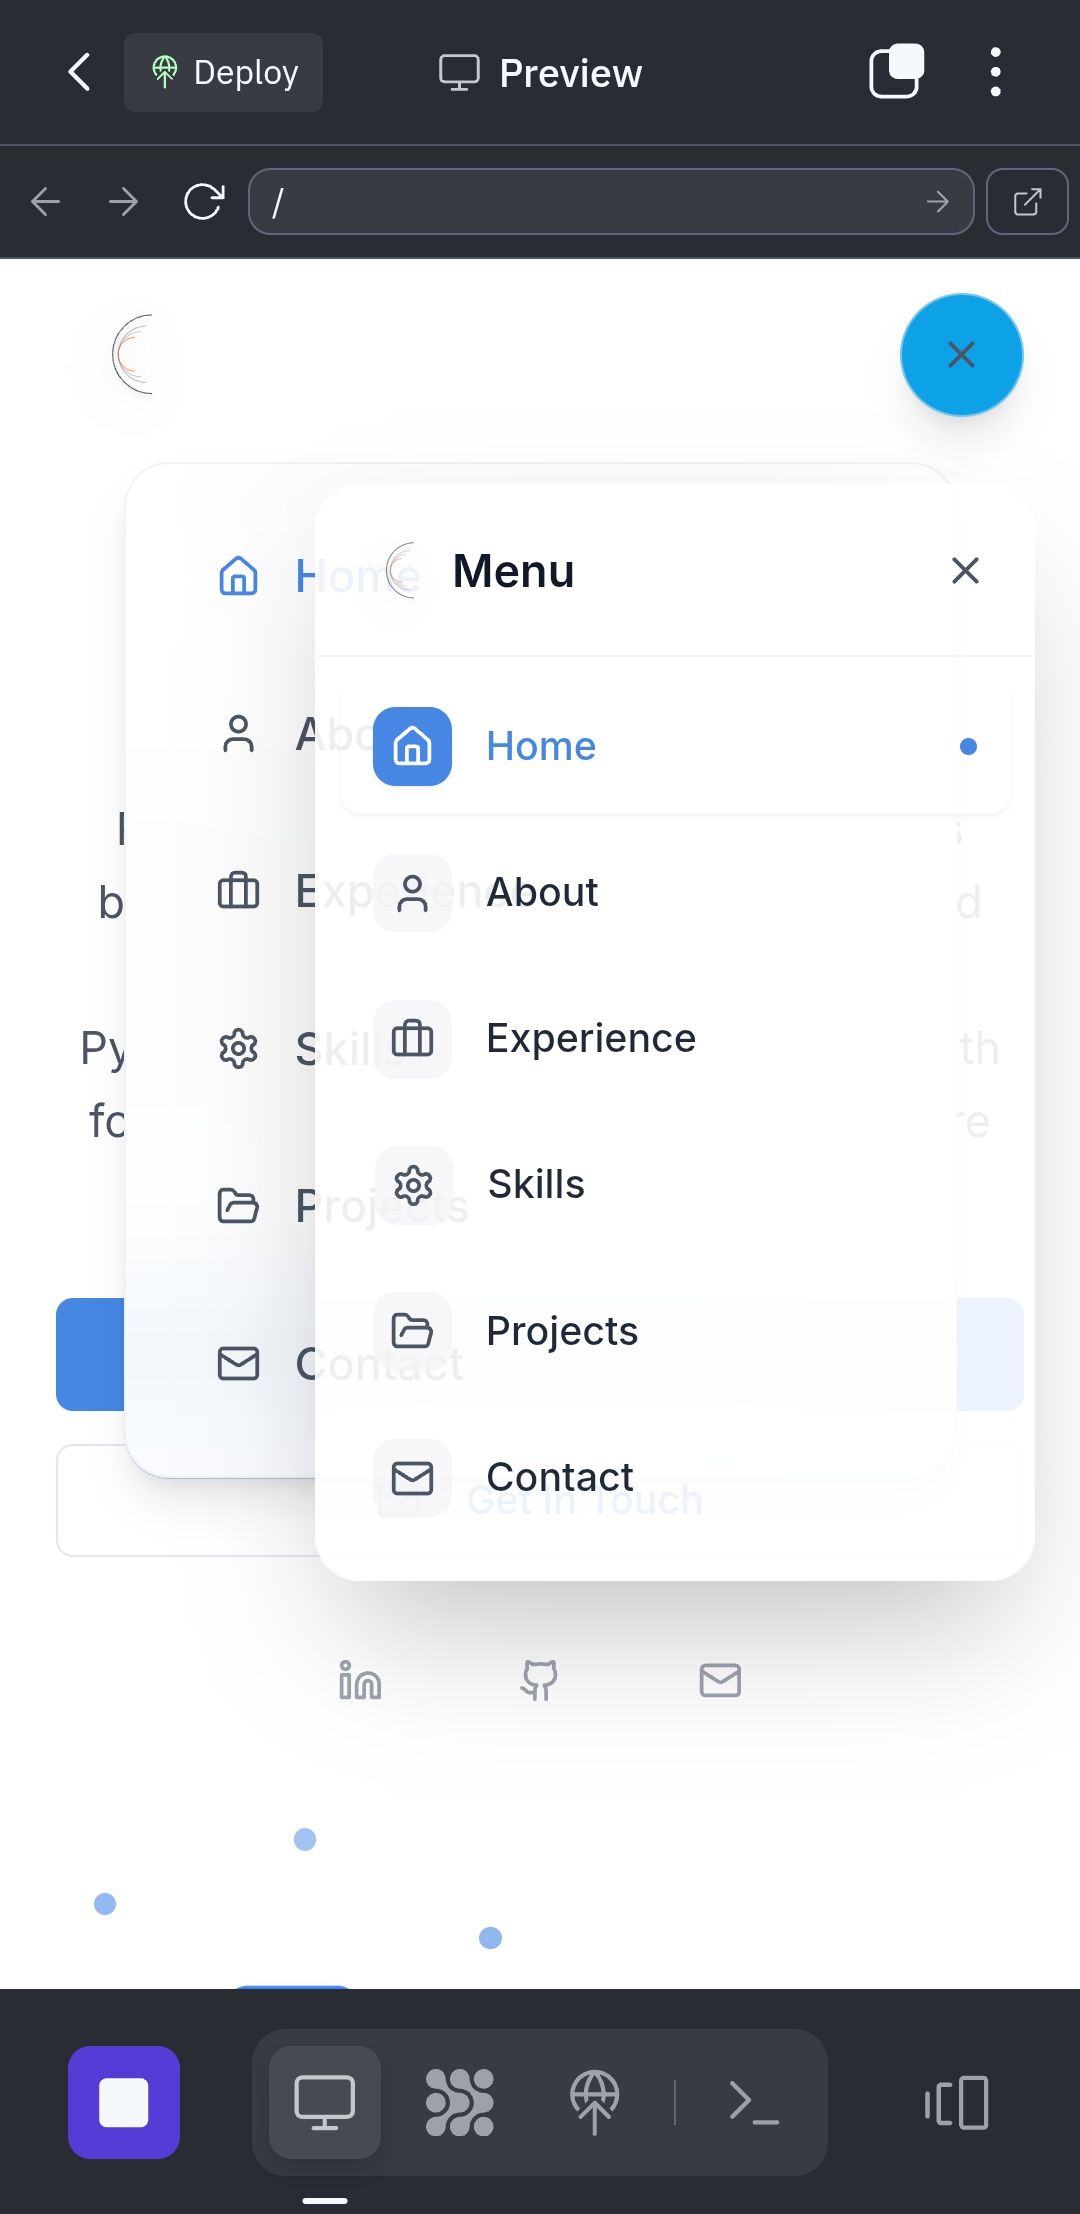 Deploy
Preview
/
Home
Menu
Home
About
Experience
About
Experience
Skills
Skills
Projects
Projects
Contact
Contact
Get In Touch